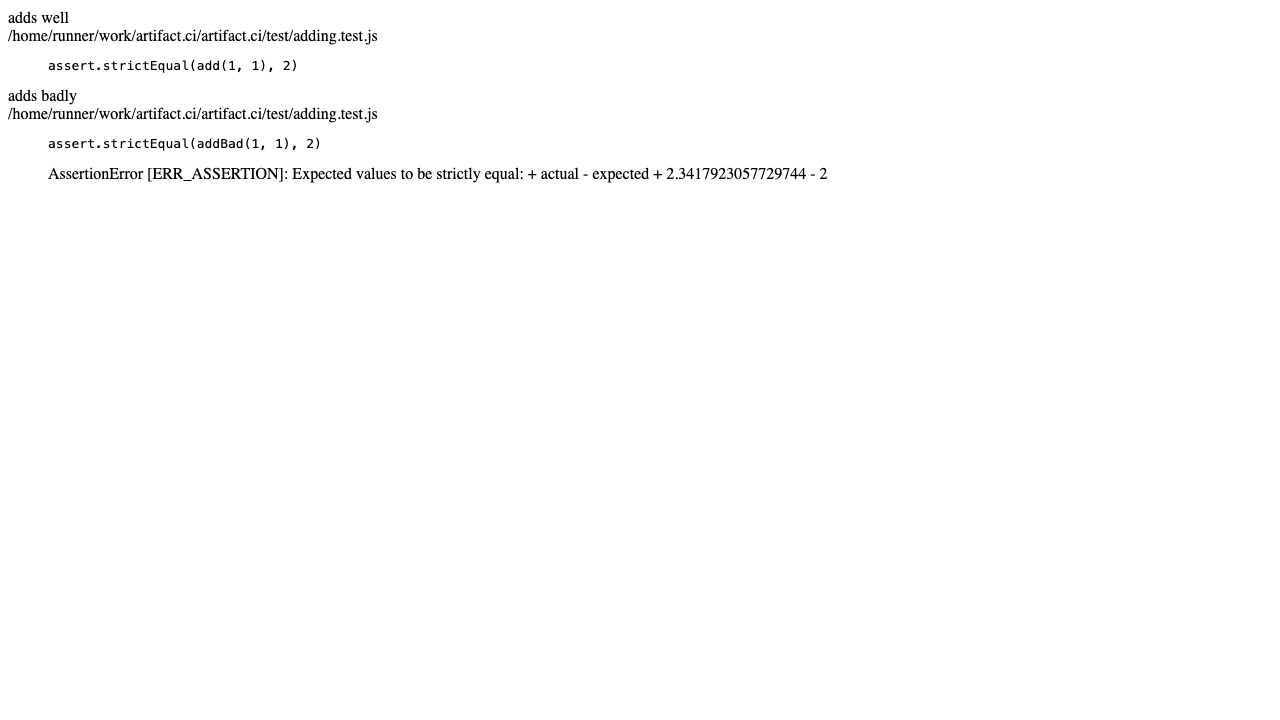 adds well
/home/runner/work/artifact.ci/artifact.ci/test/adding.test.js
assert.strictEqual(add(1, 1), 2)
adds badly
/home/runner/work/artifact.ci/artifact.ci/test/adding.test.js
assert.strictEqual(addBad(1, 1), 2)
AssertionError [ERR_ASSERTION]: Expected values to be strictly equal: + actual - expected + 2.3417923057729744 - 2